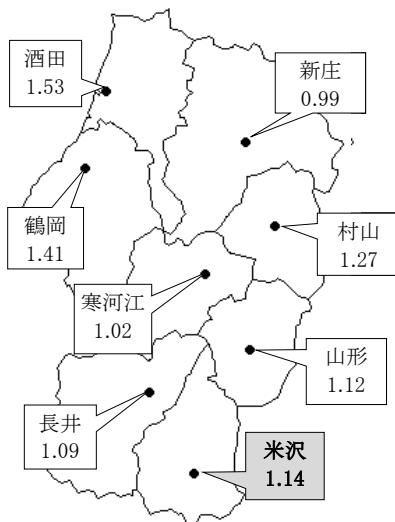 酒田
1.53
新庄
0.99
鶴岡
1.41
村山
1.27
寒河江
1.02
山形
1.12
長井
1.09
米沢
1.14